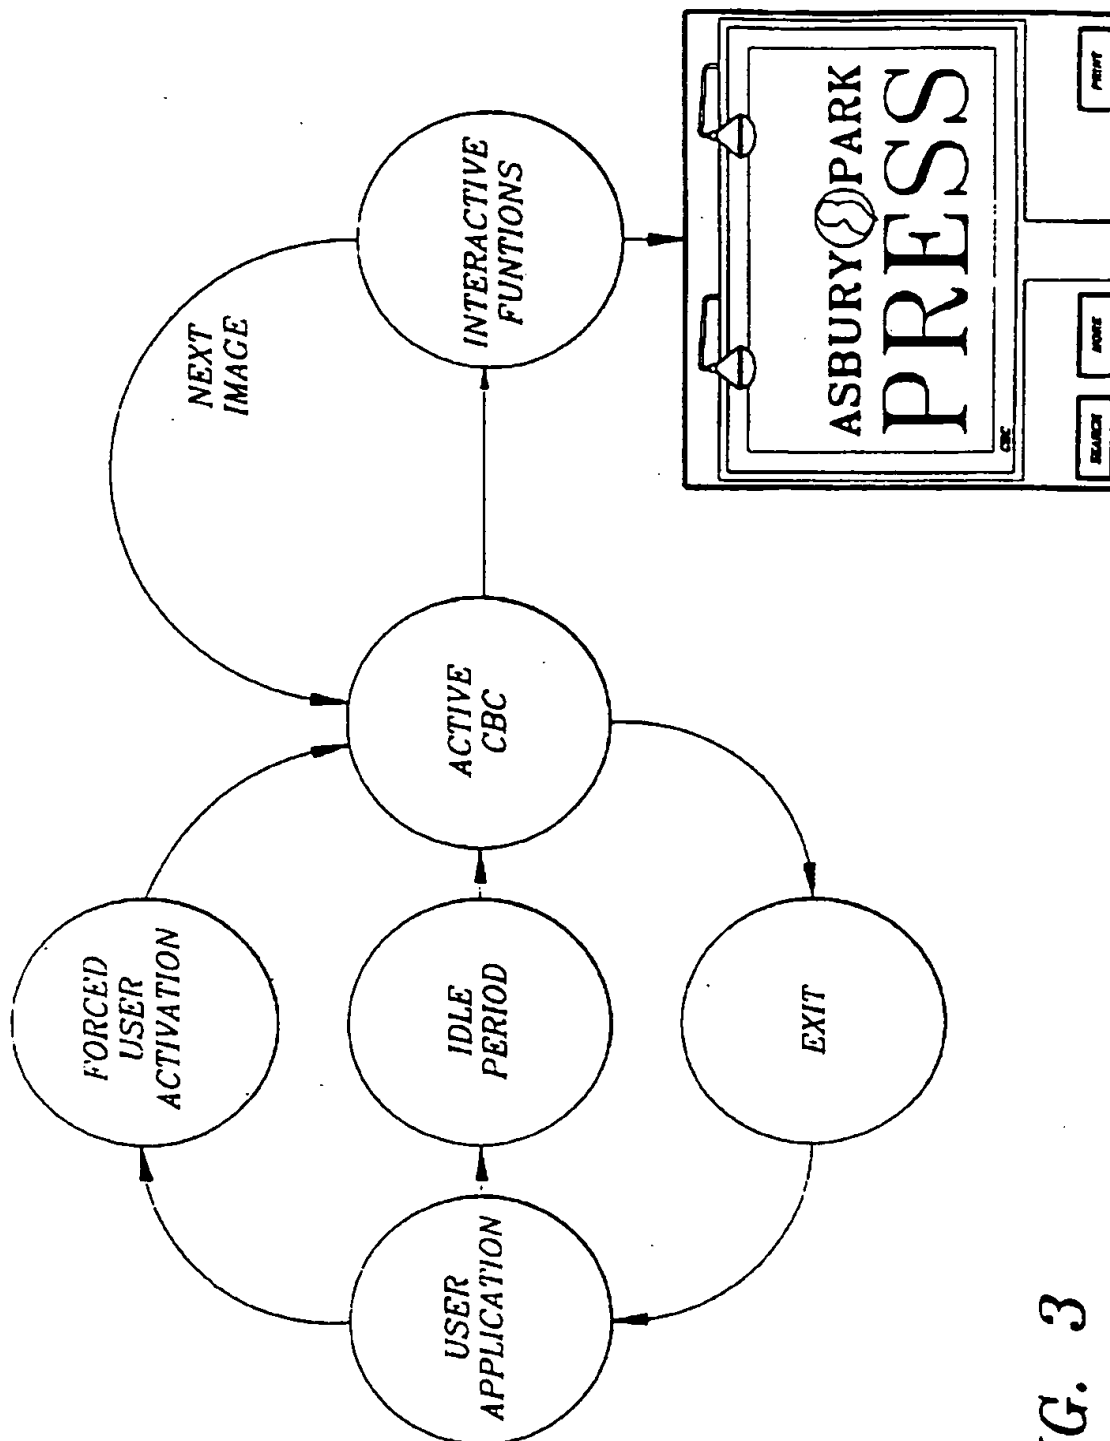 FORCED
USER
ACTIVATION
NEXT
IMAGE
USER
APPLICATION
IDLE
PERIOD
ACTIVE
CBC
INTERACTIVE
FUNTIONS
EXIT
ASBURY PARK
PRESS
CBC
SEARCH
MORE
PRINT
IG. 3